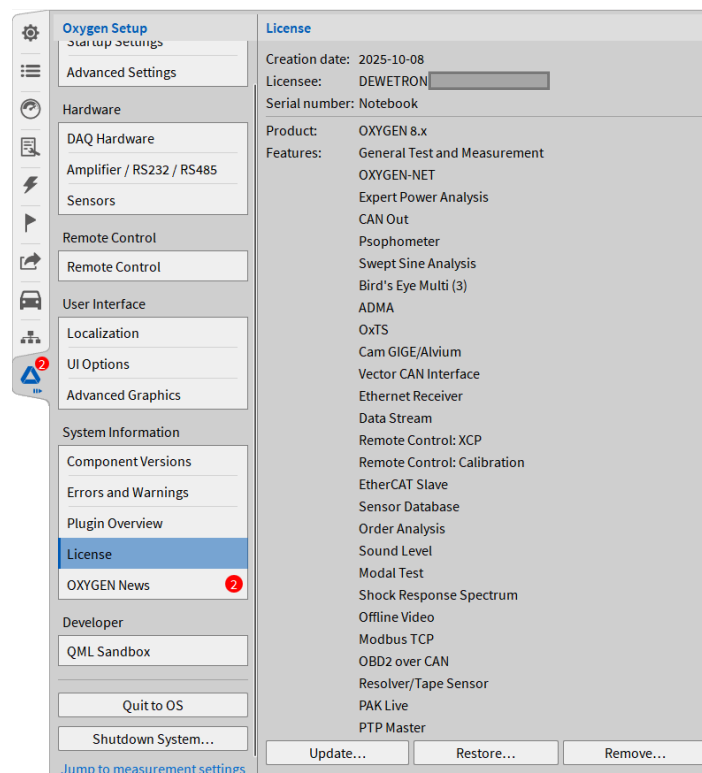 Oxygen Setup
Startup Settings
Advanced Settings
Hardware
DAQ Hardware
Amplifier / RS232 / RS485
Sensors
Remote Control
Remote Control
User Interface
Localization
UI Options
Advanced Graphics
System Information
Component Versions
Errors and Warnings
Plugin Overview
License
OXYGEN News 2
Developer
QML Sandbox
Quit to OS
Shutdown System...
Jump to measurement settings
2
License
Creation date: 2025-10-08
Licensee: DEWETRON
Serial number: Notebook
Product: OXYGEN 8.x
Features: General Test and Measurement
OXYGEN-NET
Expert Power Analysis
CAN Out
Psophometer
Swept Sine Analysis
Bird's Eye Multi (3)
ADMA
OxTS
Cam GIGE/Alvium
Vector CAN Interface
Ethernet Receiver
Data Stream
Remote Control: XCP
Remote Control: Calibration
EtherCAT Slave
Sensor Database
Order Analysis
Sound Level
Modal Test
Shock Response Spectrum
Offline Video
Modbus TCP
OBD2 over CAN
Resolver/Tape Sensor
PAK Live
PTP Master
Update...
Restore...
Remove...